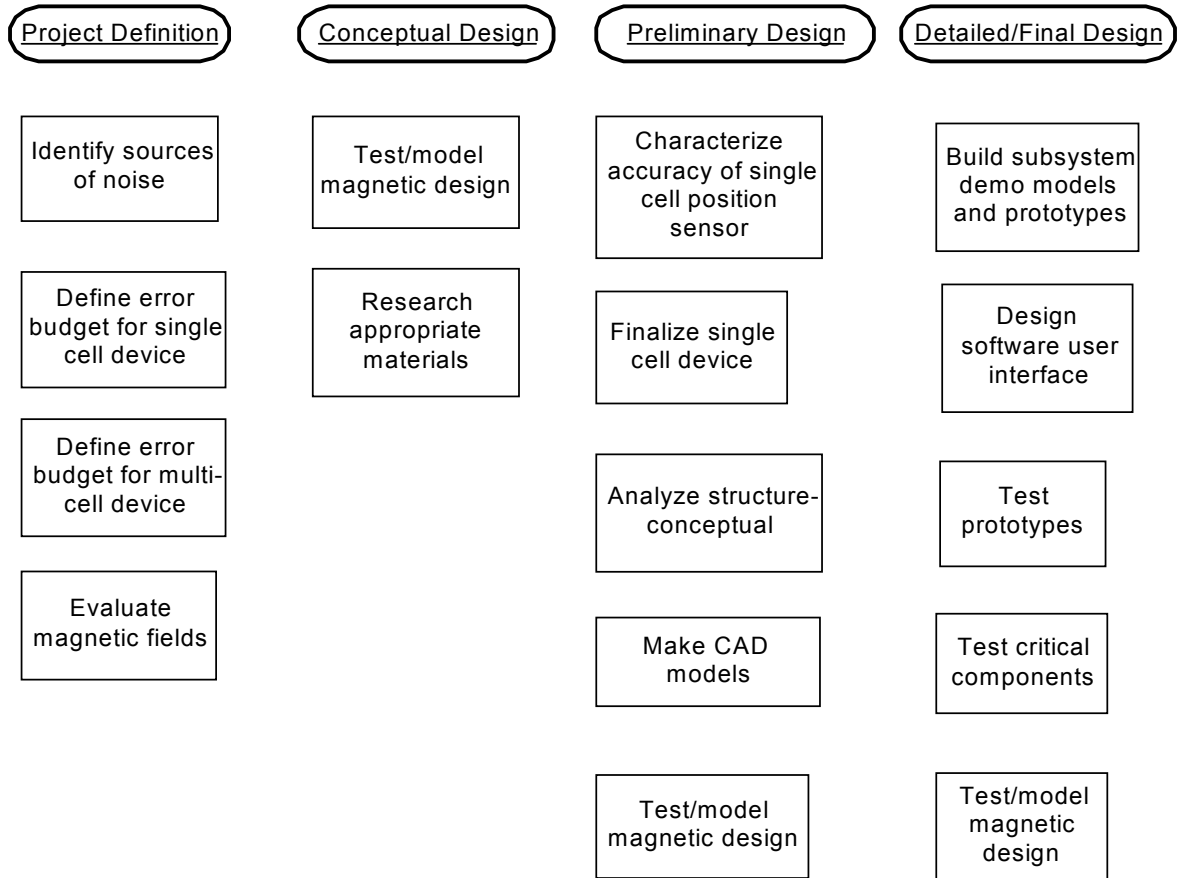 Project Definition
Identify sources
of noise
Define error
budget for single
cell device
Define error
budget for multi-
cell device
Evaluate
magnetic fields
Conceptual Design
Test/model
magnetic design
Research
appropriate
materials
Preliminary Design
Characterize
accuracy of single
cell position
sensor
Finalize single
cell device
Analyze structure-
conceptual
Make CAD
models
Test/model
magnetic design
Detailed/Final Design
Build subsystem
demo models
and prototypes
Design
software user
interface
Test
prototypes
Test critical
components
Test/model
magnetic
design